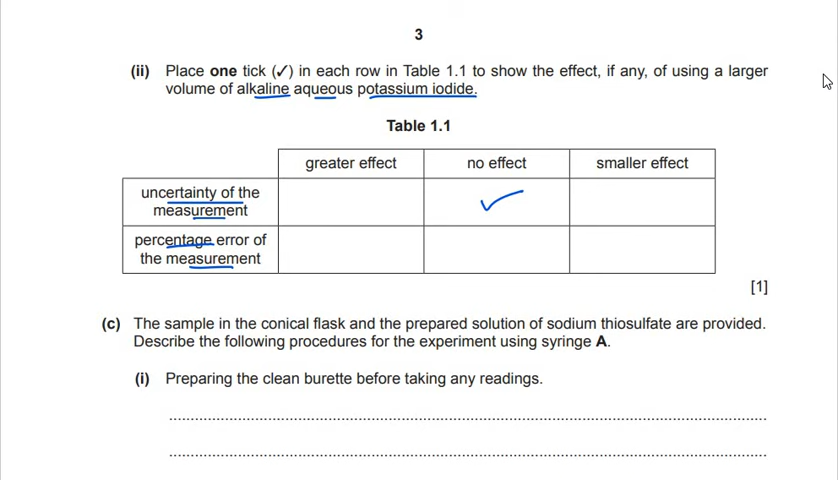 3
(ii) Place one tick (✓) in each row in Table 1.1 to show the effect, if any, of using a larger
volume of alkaline aqueous potassium iodide.
Table 1.1
greater effect no effect smaller effect
uncertainty of the
measurement ✓
percentage error of
the measurement
[1]
(c) The sample in the conical flask and the prepared solution of sodium thiosulfate are provided.
Describe the following procedures for the experiment using syringe A.
(i) Preparing the clean burette before taking any readings.